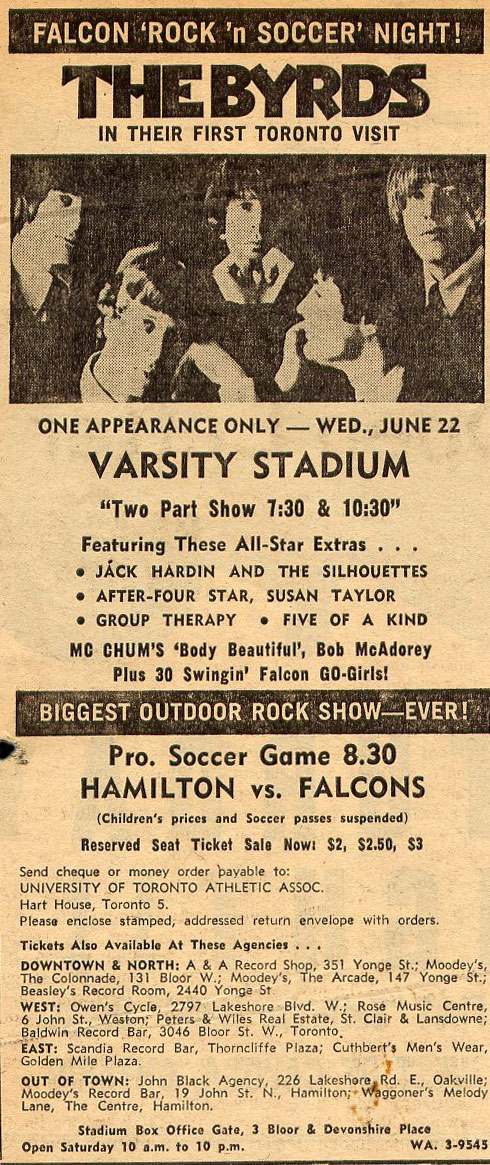 FALCON 'ROCK 'n SOCCER' NIGHT!
THE BYRDS
IN THEIR FIRST TORONTO VISIT
ONE APPEARANCE ONLY — WED., JUNE 22
VARSITY STADIUM
"Two Part Show 7:30 & 10:30"
Featuring These All-Star Extras . . .
• JACK HARDIN AND THE SILHOUETTES
• AFTER-FOUR STAR, SUSAN TAYLOR
• GROUP THERAPY • FIVE OF A KIND
MC CHUM'S 'Body Beautiful', Bob McAdorey
Plus 30 Swingin' Falcon GO-Girls!
BIGGEST OUTDOOR ROCK SHOW—EVER!
Pro. Soccer Game 8.30
HAMILTON vs. FALCONS
(Children's prices and Soccer passes suspended)
Reserved Seat Ticket Sale Now: $2, $2.50, $3
Send cheque or money order payable to:
UNIVERSITY OF TORONTO ATHLETIC ASSOC.
Hart House, Toronto 5.
Please enclose stamped, addressed return envelope with orders.
Tickets Also Available At These Agencies . . .
DOWNTOWN & NORTH: A & A Record Shop, 351 Yonge St.; Moodey's,
The Colonnade, 131 Bloor W.; Moodey's, The Arcade, 147 Yonge St.;
Beasley's Record Room, 2440 Yonge St.
WEST: Owen's Cycle, 2797 Lakeshore Blvd. W.; Rose Music Centre,
6 John St., Weston; Peters & Wiles Real Estate, St. Clair & Lansdowne;
Baldwin Record Bar, 3046 Bloor St. W., Toronto.
EAST: Scandia Record Bar, Thorncliffe Plaza; Cuthbert's Men's Wear,
Golden Mile Plaza.
OUT OF TOWN: John Black Agency, 226 Lakeshore Rd. E., Oakville;
Moodey's Record Bar, 19 John St. N., Hamilton; Waggoner's Melody
Lane, The Centre, Hamilton.
Stadium Box Office Gate, 3 Bloor & Devonshire Place
Open Saturday 10 a.m. to 10 p.m. WA. 3-9545